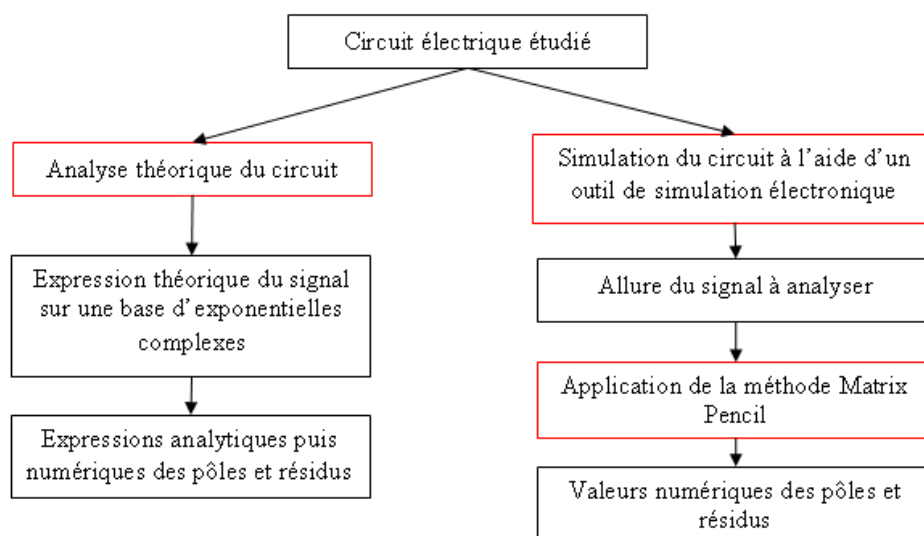 Circuit électrique étudié
Analyse théorique du circuit
Expression théorique du signal
sur une base d'exponentielles
complexes
Expressions analytiques puis
numériques des pôles et résidus
Simulation du circuit à l'aide d'un
outil de simulation électronique
Allure du signal à analyser
Application de la méthode Matrix
Pencil
Valeurs numériques des pôles et
résidus